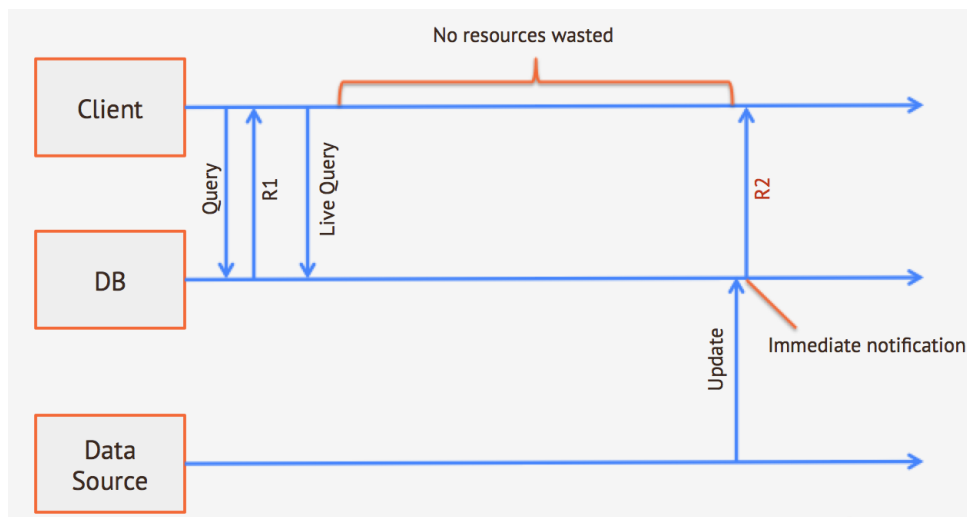 No resources wasted
Client
Query
R1
Live Query
R2
DB
Immediate notification
Update
Data
Source